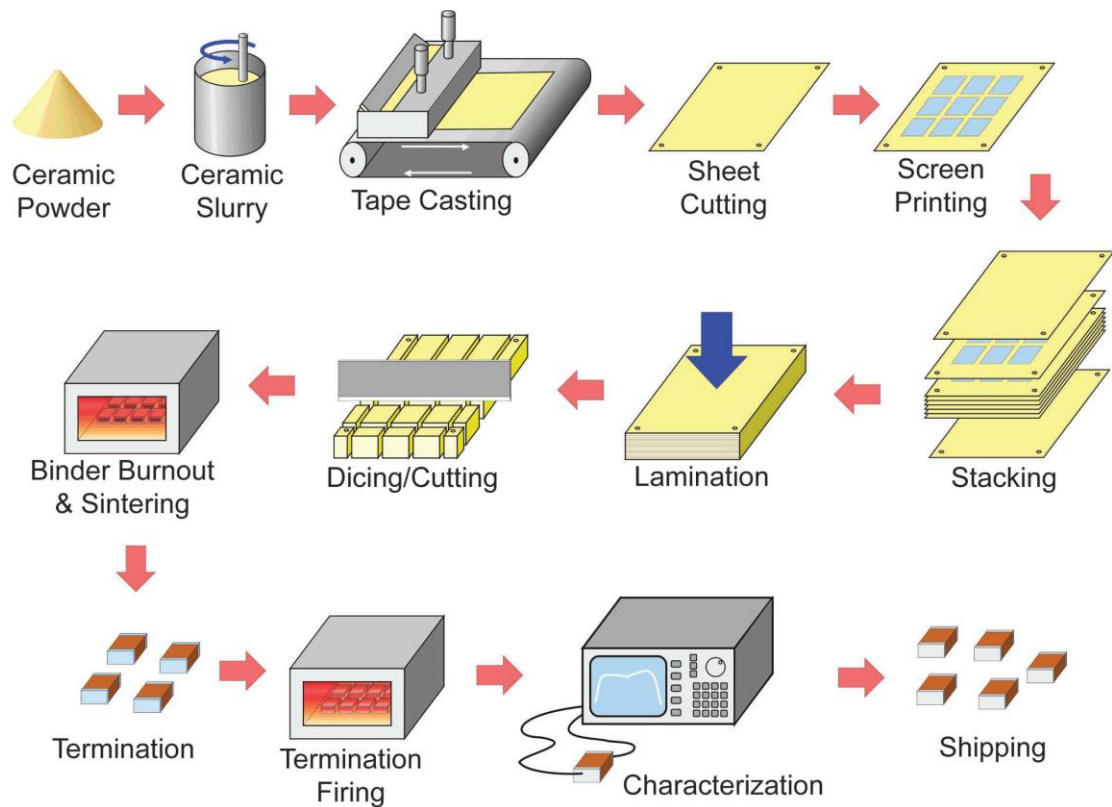 Ceramic
Powder
Ceramic
Slurry
Tape Casting
Sheet
Cutting
Screen
Printing
Binder Burnout
& Sintering
Dicing/Cutting
Lamination
Stacking
Termination
Termination
Firing
Characterization
Shipping